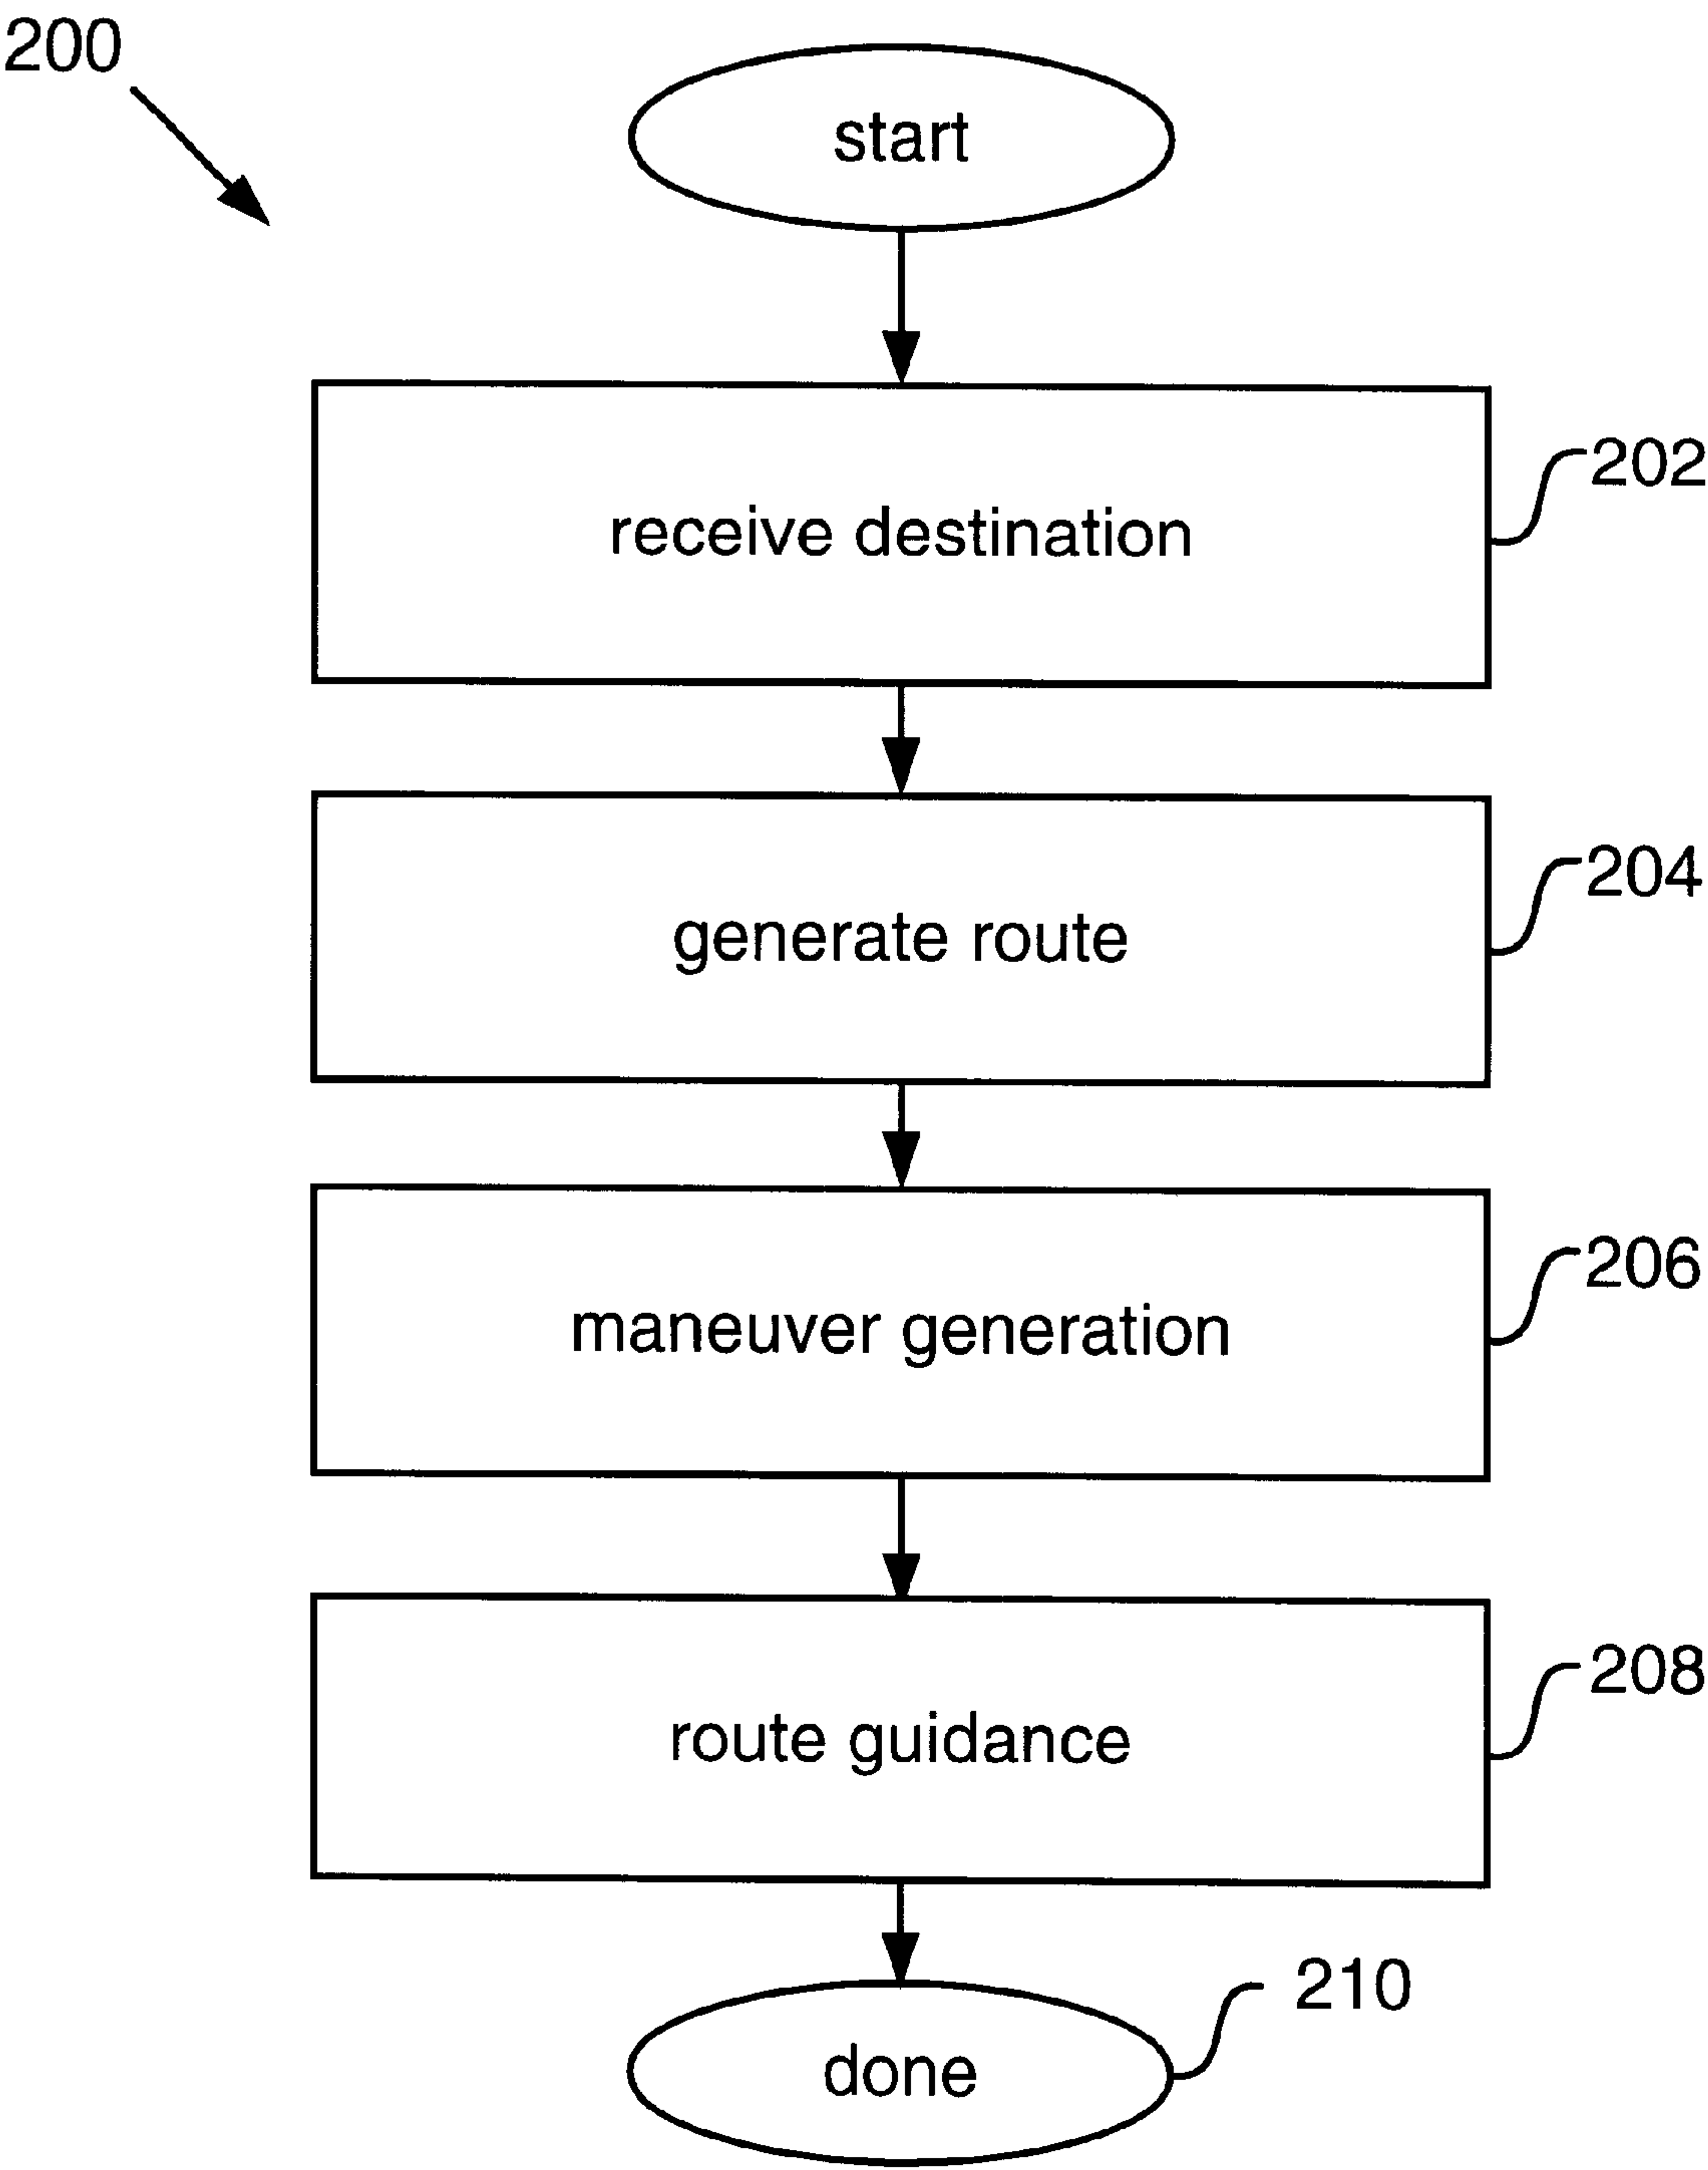 200
start
receive destination
202
generate route
204
maneuver generation
206
route guidance
208
done
210